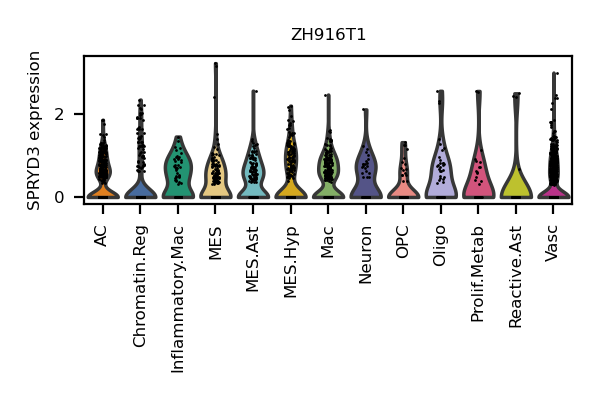 ZH916T1
SPRYD3 expression
2
0
AC
Chromatin.Reg
Inflammatory.Mac
MES
MES.Ast
MES.Hyp
Mac
Neuron
OPC
Oligo
Prolif.Metab
Reactive.Ast
Vasc